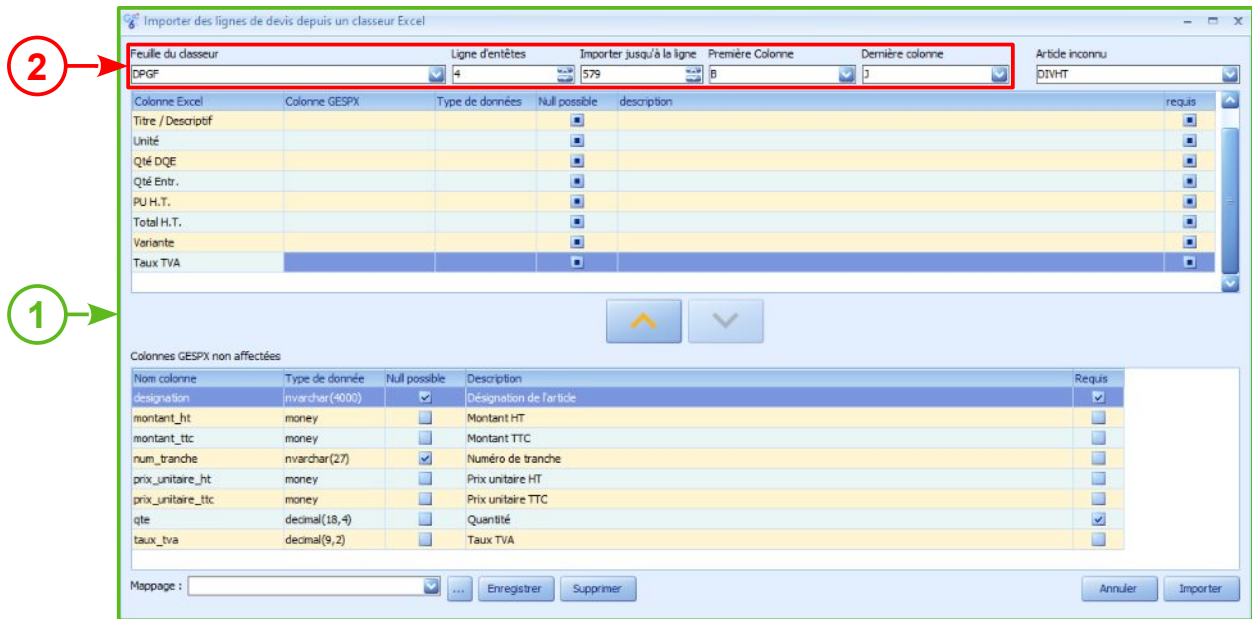 Importer des lignes de devis depuis un classeur Excel
2
Feuille du classeur Ligne d'entêtes Importer jusqu'à la ligne Première Colonne Dernière colonne Article inconnu
DPGF 4 579 B J DIVHT
Colonne Excel Colonne GESPX Type de données Null possible description requis
Titre / Descriptif
Unité
Qté DQE
Qté Entr.
PU H.T.
Total H.T.
Variante
Taux TVA
1
Colonnes GESPX non affectées
Nom colonne Type de donnée Null possible Description Requis
designation nvarchar(4000) Désignation de l'article
montant_ht money Montant HT
montant_ttc money Montant TTC
num_tranche nvarchar(27) Numéro de tranche
prix_unitaire_ht money Prix unitaire HT
prix_unitaire_ttc money Prix unitaire TTC
qte decimal(18,4) Quantité
taux_tva decimal(9,2) Taux TVA
Mappage : ... Enregistrer Supprimer Annuler Importer